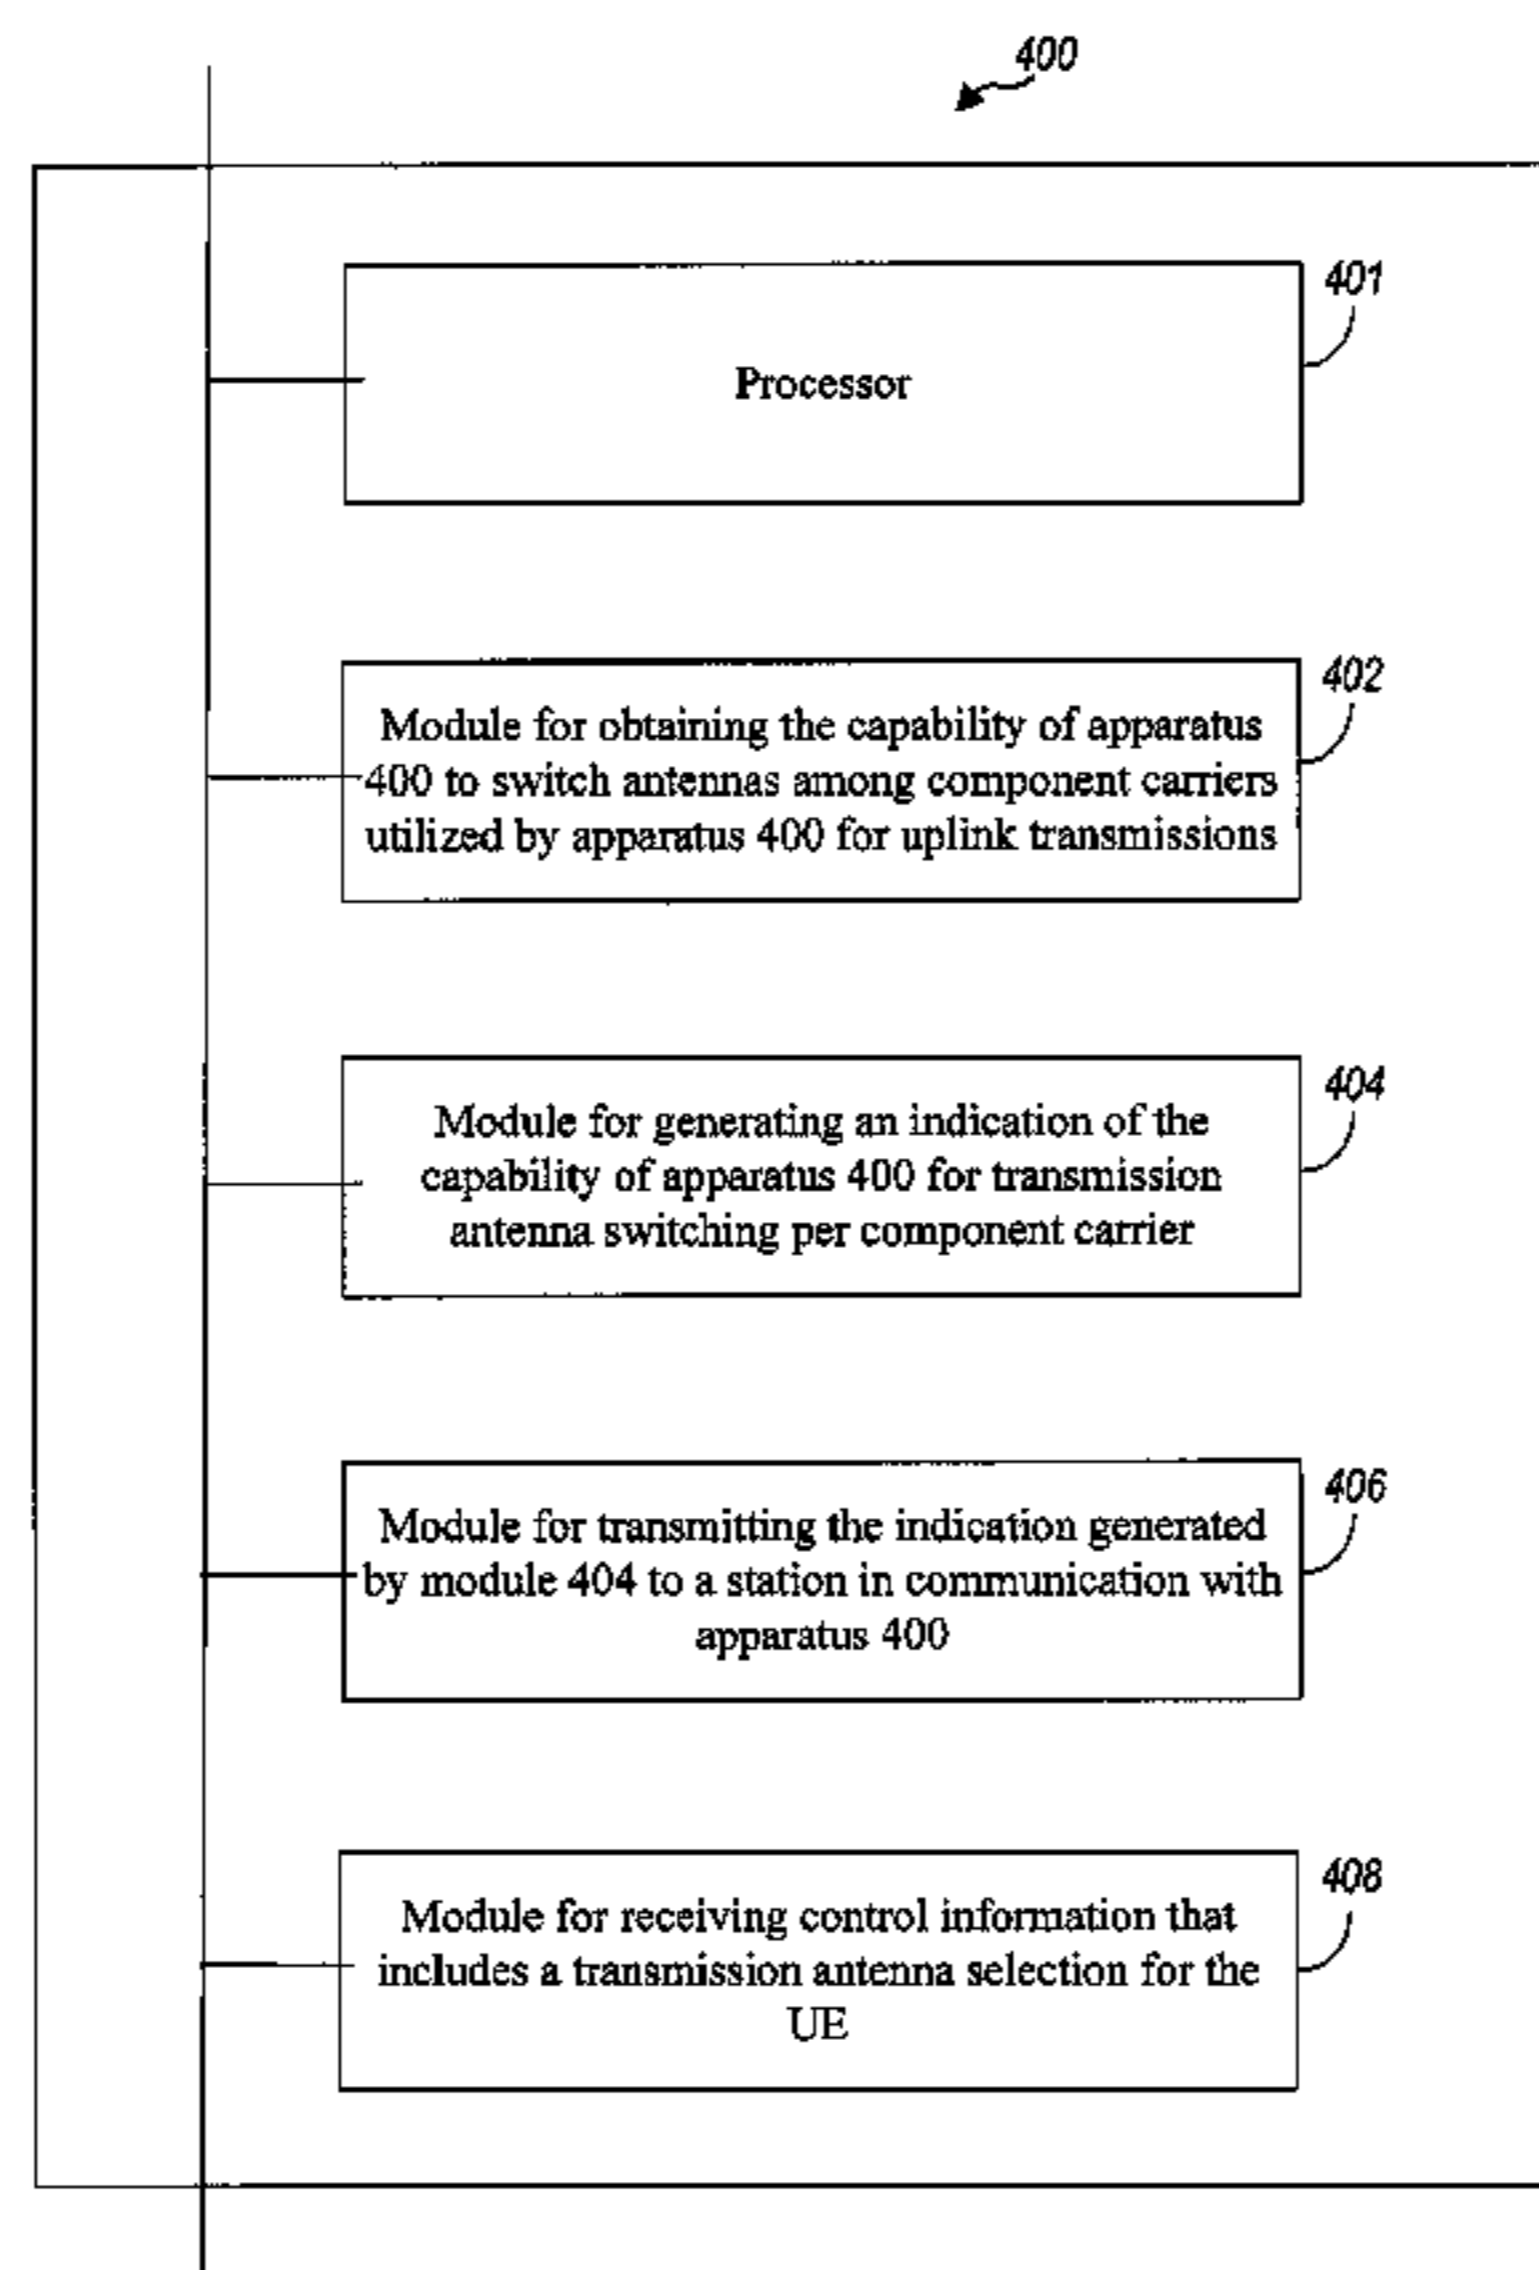 400
401
Processor
402
Module for obtaining the capability of apparatus
400 to switch antennas among component carriers
utilized by apparatus 400 for uplink transmissions
404
Module for generating an indication of the
capability of apparatus 400 for transmission
antenna switching per component carrier
406
Module for transmitting the indication generated
by module 404 to a station in communication with
apparatus 400
408
Module for receiving control information that
includes a transmission antenna selection for the
UE